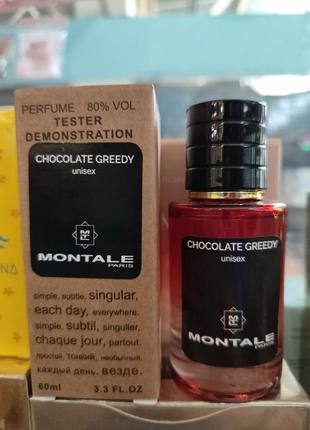 PERFUME 80% VOL
TESTER
DEMONSTRATION
CHOCOLATE GREEDY
unisex
MONTALE
PARIS
simple, subtle, singular,
each day, everywhere.
simple, subtil, singulier,
chaque jour, partout.
простой, тонкий, необычный.
каждый день, везде.
60ml 3.3 FL.OZ
CHOCOLATE GREEDY
unisex
MONTALE
PARIS
NA